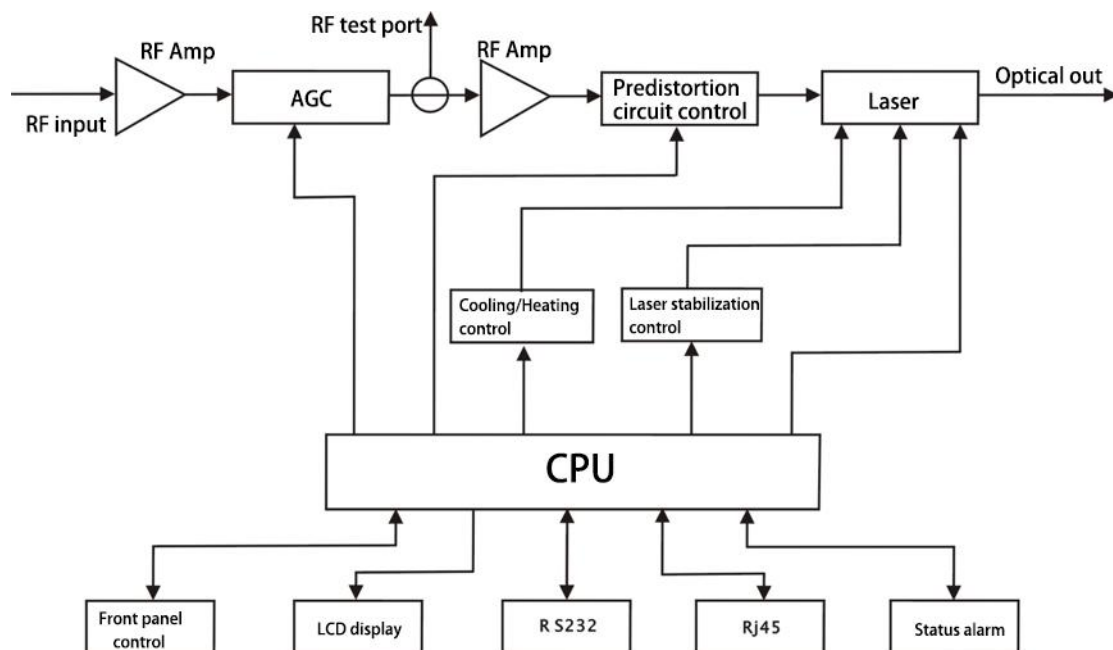 RF test port
RF Amp
RF Amp
RF input
AGC
Predistortion
circuit control
Laser
Optical out
Cooling/Heating
control
Laser stabilization
control
CPU
Front panel
control
LCD display
R S232
Rj45
Status alarm